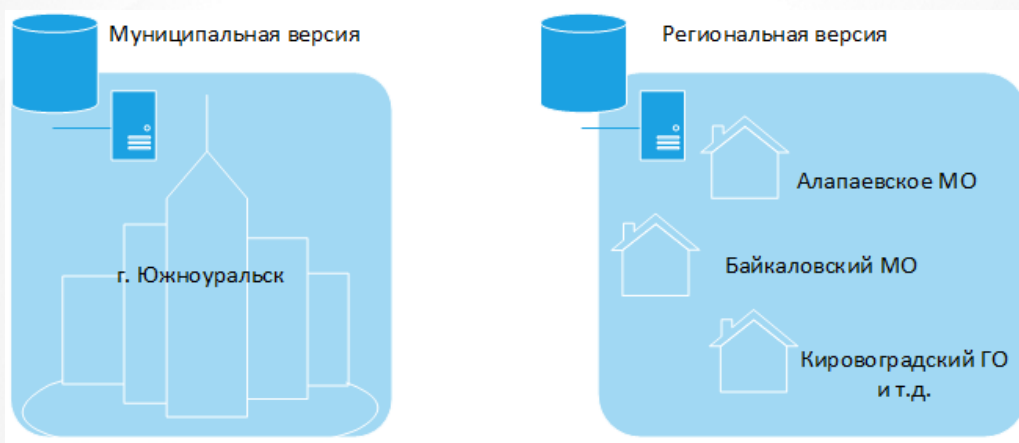 Муниципальная версия
г. Южноуральск
Региональная версия
Алапаевское МО
Байкаловский МО
Кировоградский ГО
и т.д.